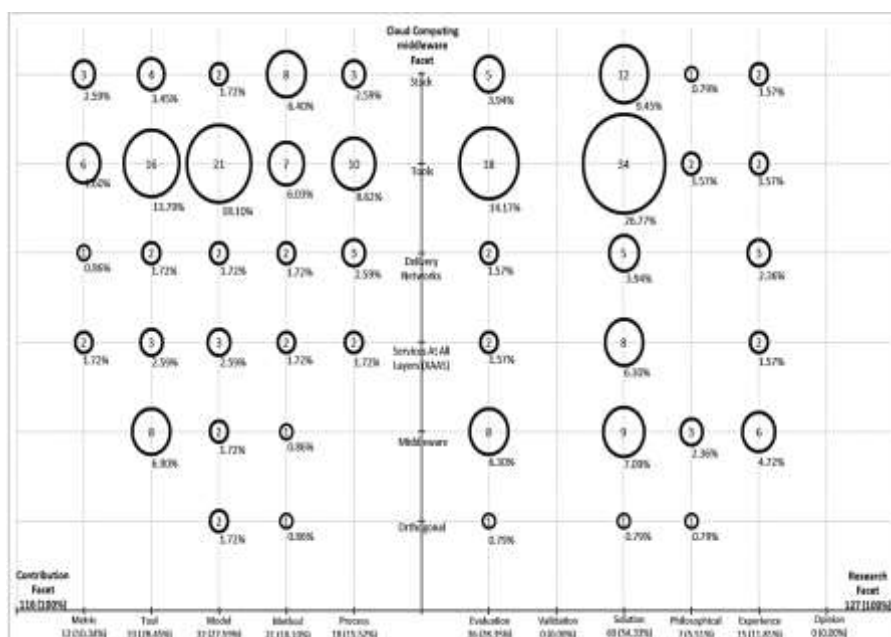 Cloud Computing
middleware
Facet
Stack
3 4 2 8 3 5 12 1 2
2.59% 3.45% 1.72% 6.40% 2.59% 3.94% 9.45% 0.79% 1.57%
Tools
6 16 21 7 10 18 34 2 2
13.79% 18.10% 6.03% 8.62% 14.17% 26.77% 1.57% 1.57%
Delivery
Networks
1 2 2 2 2 5
0.86% 1.72% 1.72% 1.72% 2.59% 1.57% 3.94% 2.36%
Services At All
Layers (XAAS)
2 3 3 2 2 2 8 2
1.72% 2.59% 2.59% 1.72% 1.72% 1.57% 6.30% 1.57%
Middleware
8 2 1 8 9 3 6
6.90% 1.72% 0.86% 6.30% 7.09% 2.36% 4.72%
Orthogonal
2 1 1 1 1
1.72% 0.86% 0.79% 0.79% 0.79%
Contribution
Facet
116 (100%)
Research
Facet
127 (100%)
Metric Tool Model Method Process Evaluation Validation Solution Philosophical Experience Opinion